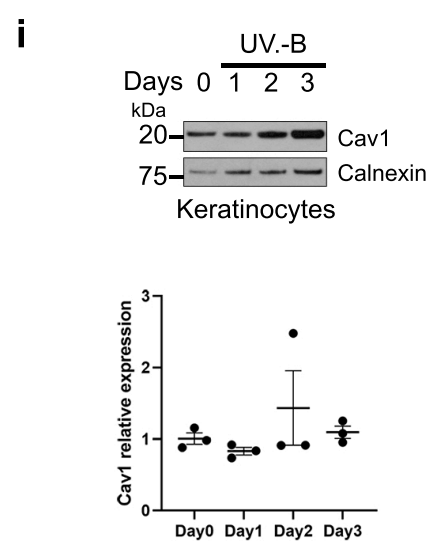 i
UV.-B
Days 0 1 2 3
kDa
20 Cav1
75 Calnexin
Keratinocytes
Cav1 relative expression
3
2
1
0
Day0 Day1 Day2 Day3